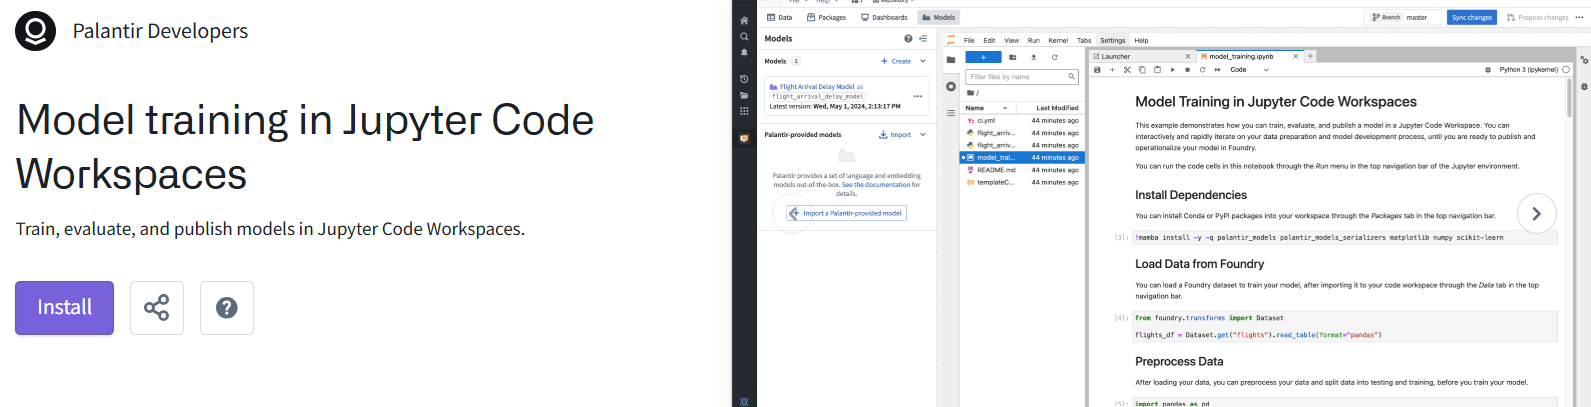 Palantir Developers
Model training in Jupyter Code
Workspaces
Train, evaluate, and publish models in Jupyter Code Workspaces.
Install
Data
Packages
Dashboards
Models
Branch master
Sync changes
Propose changes
Models
Models 1
+ Create
Flight Arrival Delay Model as
flight_arrival_delay_model
Latest version: Wed, May 1, 2024, 2:13:17 PM
Palantir-provided models
Import
Palantir provides a set of language and embedding
models out-of-the-box. See the documentation for
details.
Import a Palantir-provided model
File Edit View Run Kernel Tabs Settings Help
+
Filter files by name
/
Name Last Modified
ci.yml 44 minutes ago
flight_arriv... 44 minutes ago
flight_arriv... 44 minutes ago
model_trai... 44 minutes ago
README.md 44 minutes ago
templateC... 44 minutes ago
Launcher
model_training.ipynb
Code
Python 3 (ipykernel)
Model Training in Jupyter Code Workspaces
This example demonstrates how you can train, evaluate, and publish a model in a Jupyter Code Workspace. You can
interactively and rapidly iterate on your data preparation and model development process, until you are ready to publish and
operationalize your model in Foundry.
You can run the code cells in this notebook through the Run menu in the top navigation bar of the Jupyter environment.
Install Dependencies
You can install Conda or PyPI packages into your workspace through the Packages tab in the top navigation bar.
[3]: !mamba install -y -q palantir_models palantir_models_serializers matplotlib numpy scikit-learn
Load Data from Foundry
You can load a Foundry dataset to train your model, after importing it to your code workspace through the Data tab in the top
navigation bar.
[4]: from foundry.transforms import Dataset
flights_df = Dataset.get("flights").read_table(format="pandas")
Preprocess Data
After loading your data, you can preprocess your data and split data into testing and training, before you train your model.
[5]: import pandas as pd